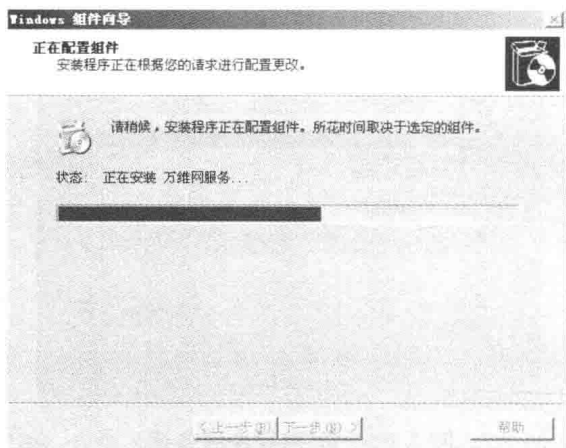 Windows 组件向导
正在配置组件
安装程序正在根据您的请求进行配置更改。
请稍候，安装程序正在配置组件。所花时间取决于选定的组件。
状态: 正在安装 万维网服务...
<上一步(B) 下一步(N) > 帮助